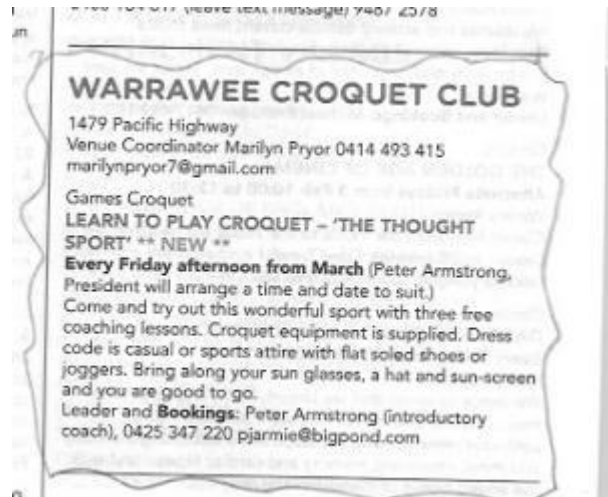 (leave text message) 9487 2578
WARRAWEE CROQUET CLUB
1479 Pacific Highway
Venue Coordinator Marilyn Pryor 0414 493 415
marilynpryor7@gmail.com
Games Croquet
LEARN TO PLAY CROQUET – 'THE THOUGHT
SPORT' ** NEW **
Every Friday afternoon from March (Peter Armstrong,
President will arrange a time and date to suit.)
Come and try out this wonderful sport with three free
coaching lessons. Croquet equipment is supplied. Dress
code is casual or sports attire with flat soled shoes or
joggers. Bring along your sun glasses, a hat and sun-screen
and you are good to go.
Leader and Bookings: Peter Armstrong (introductory
coach), 0425 347 220 pjarmie@bigpond.com